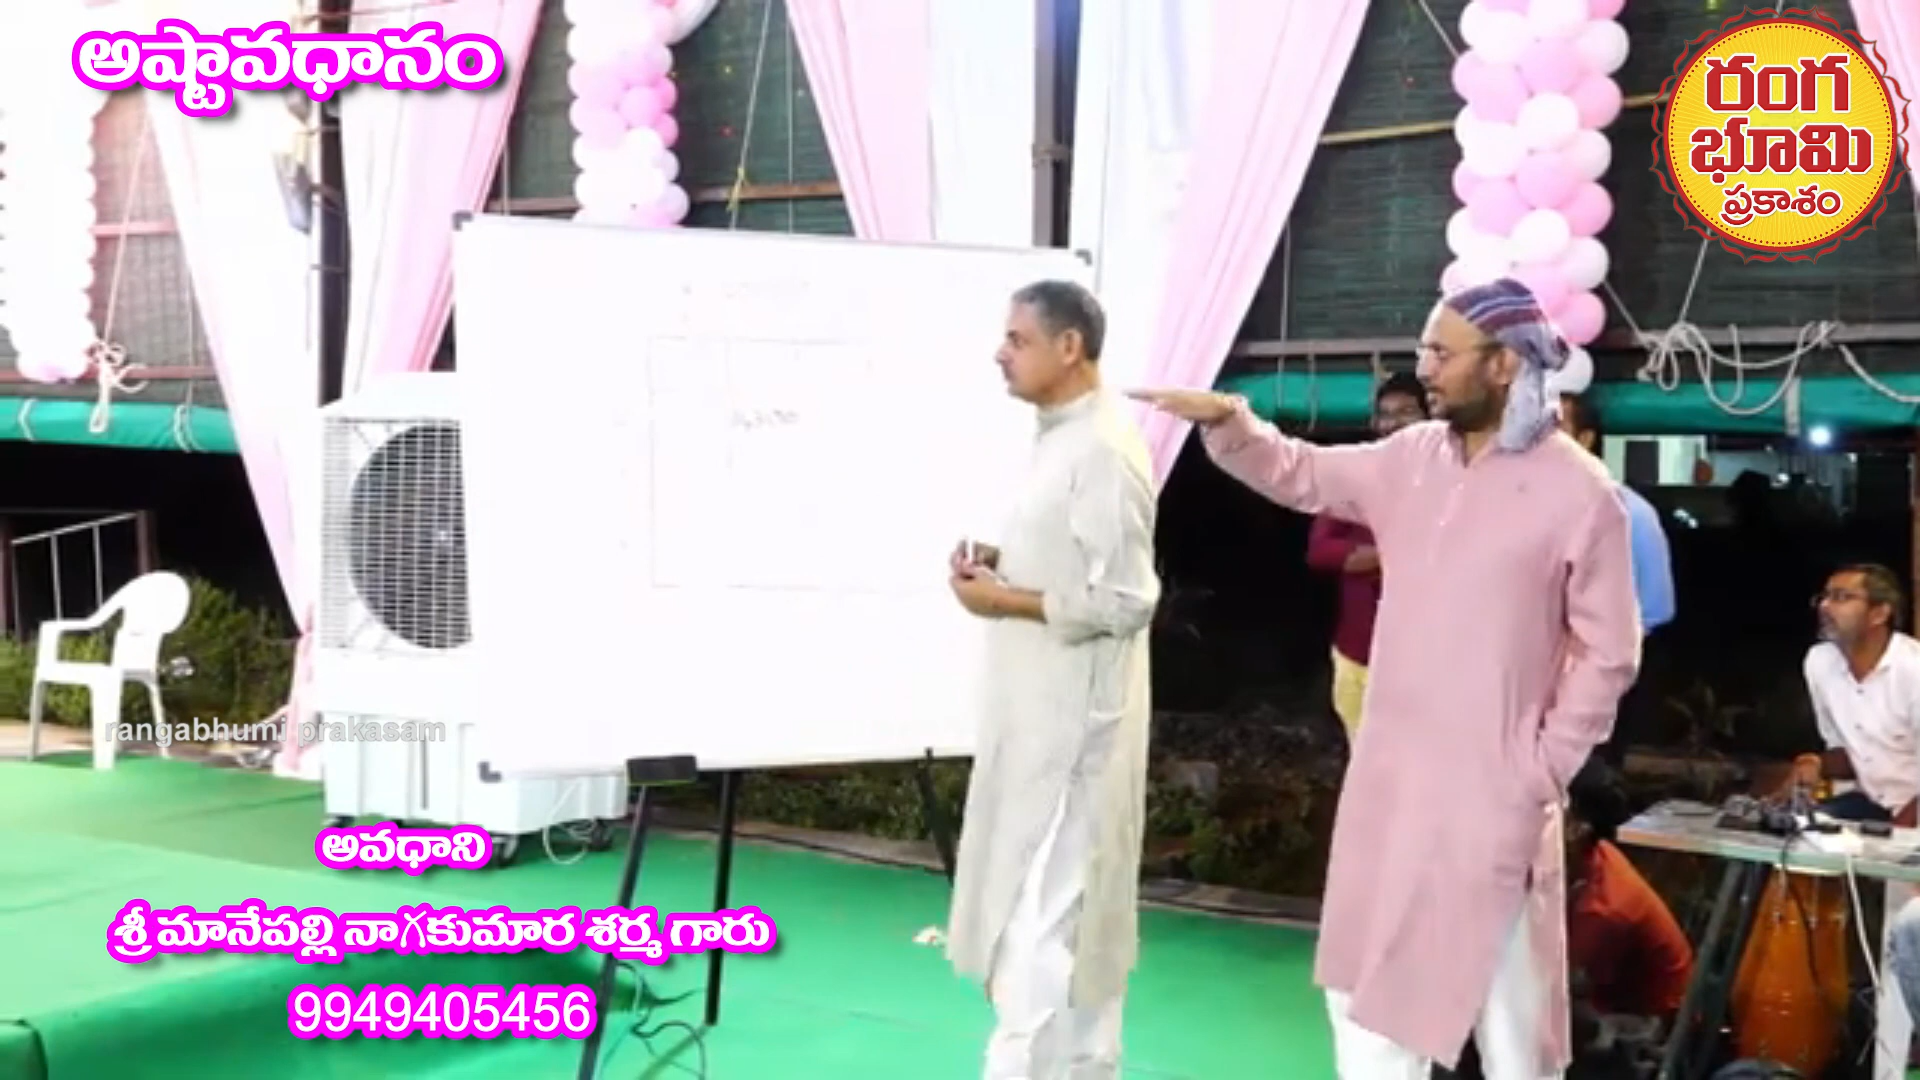 అష్టావధానం
రంగ
భూమి
ప్రకాశం
rangabhumi prakasam
అవధాని
శ్రీ మానేపల్లి నాగకుమార శర్మ గారు
9949405456